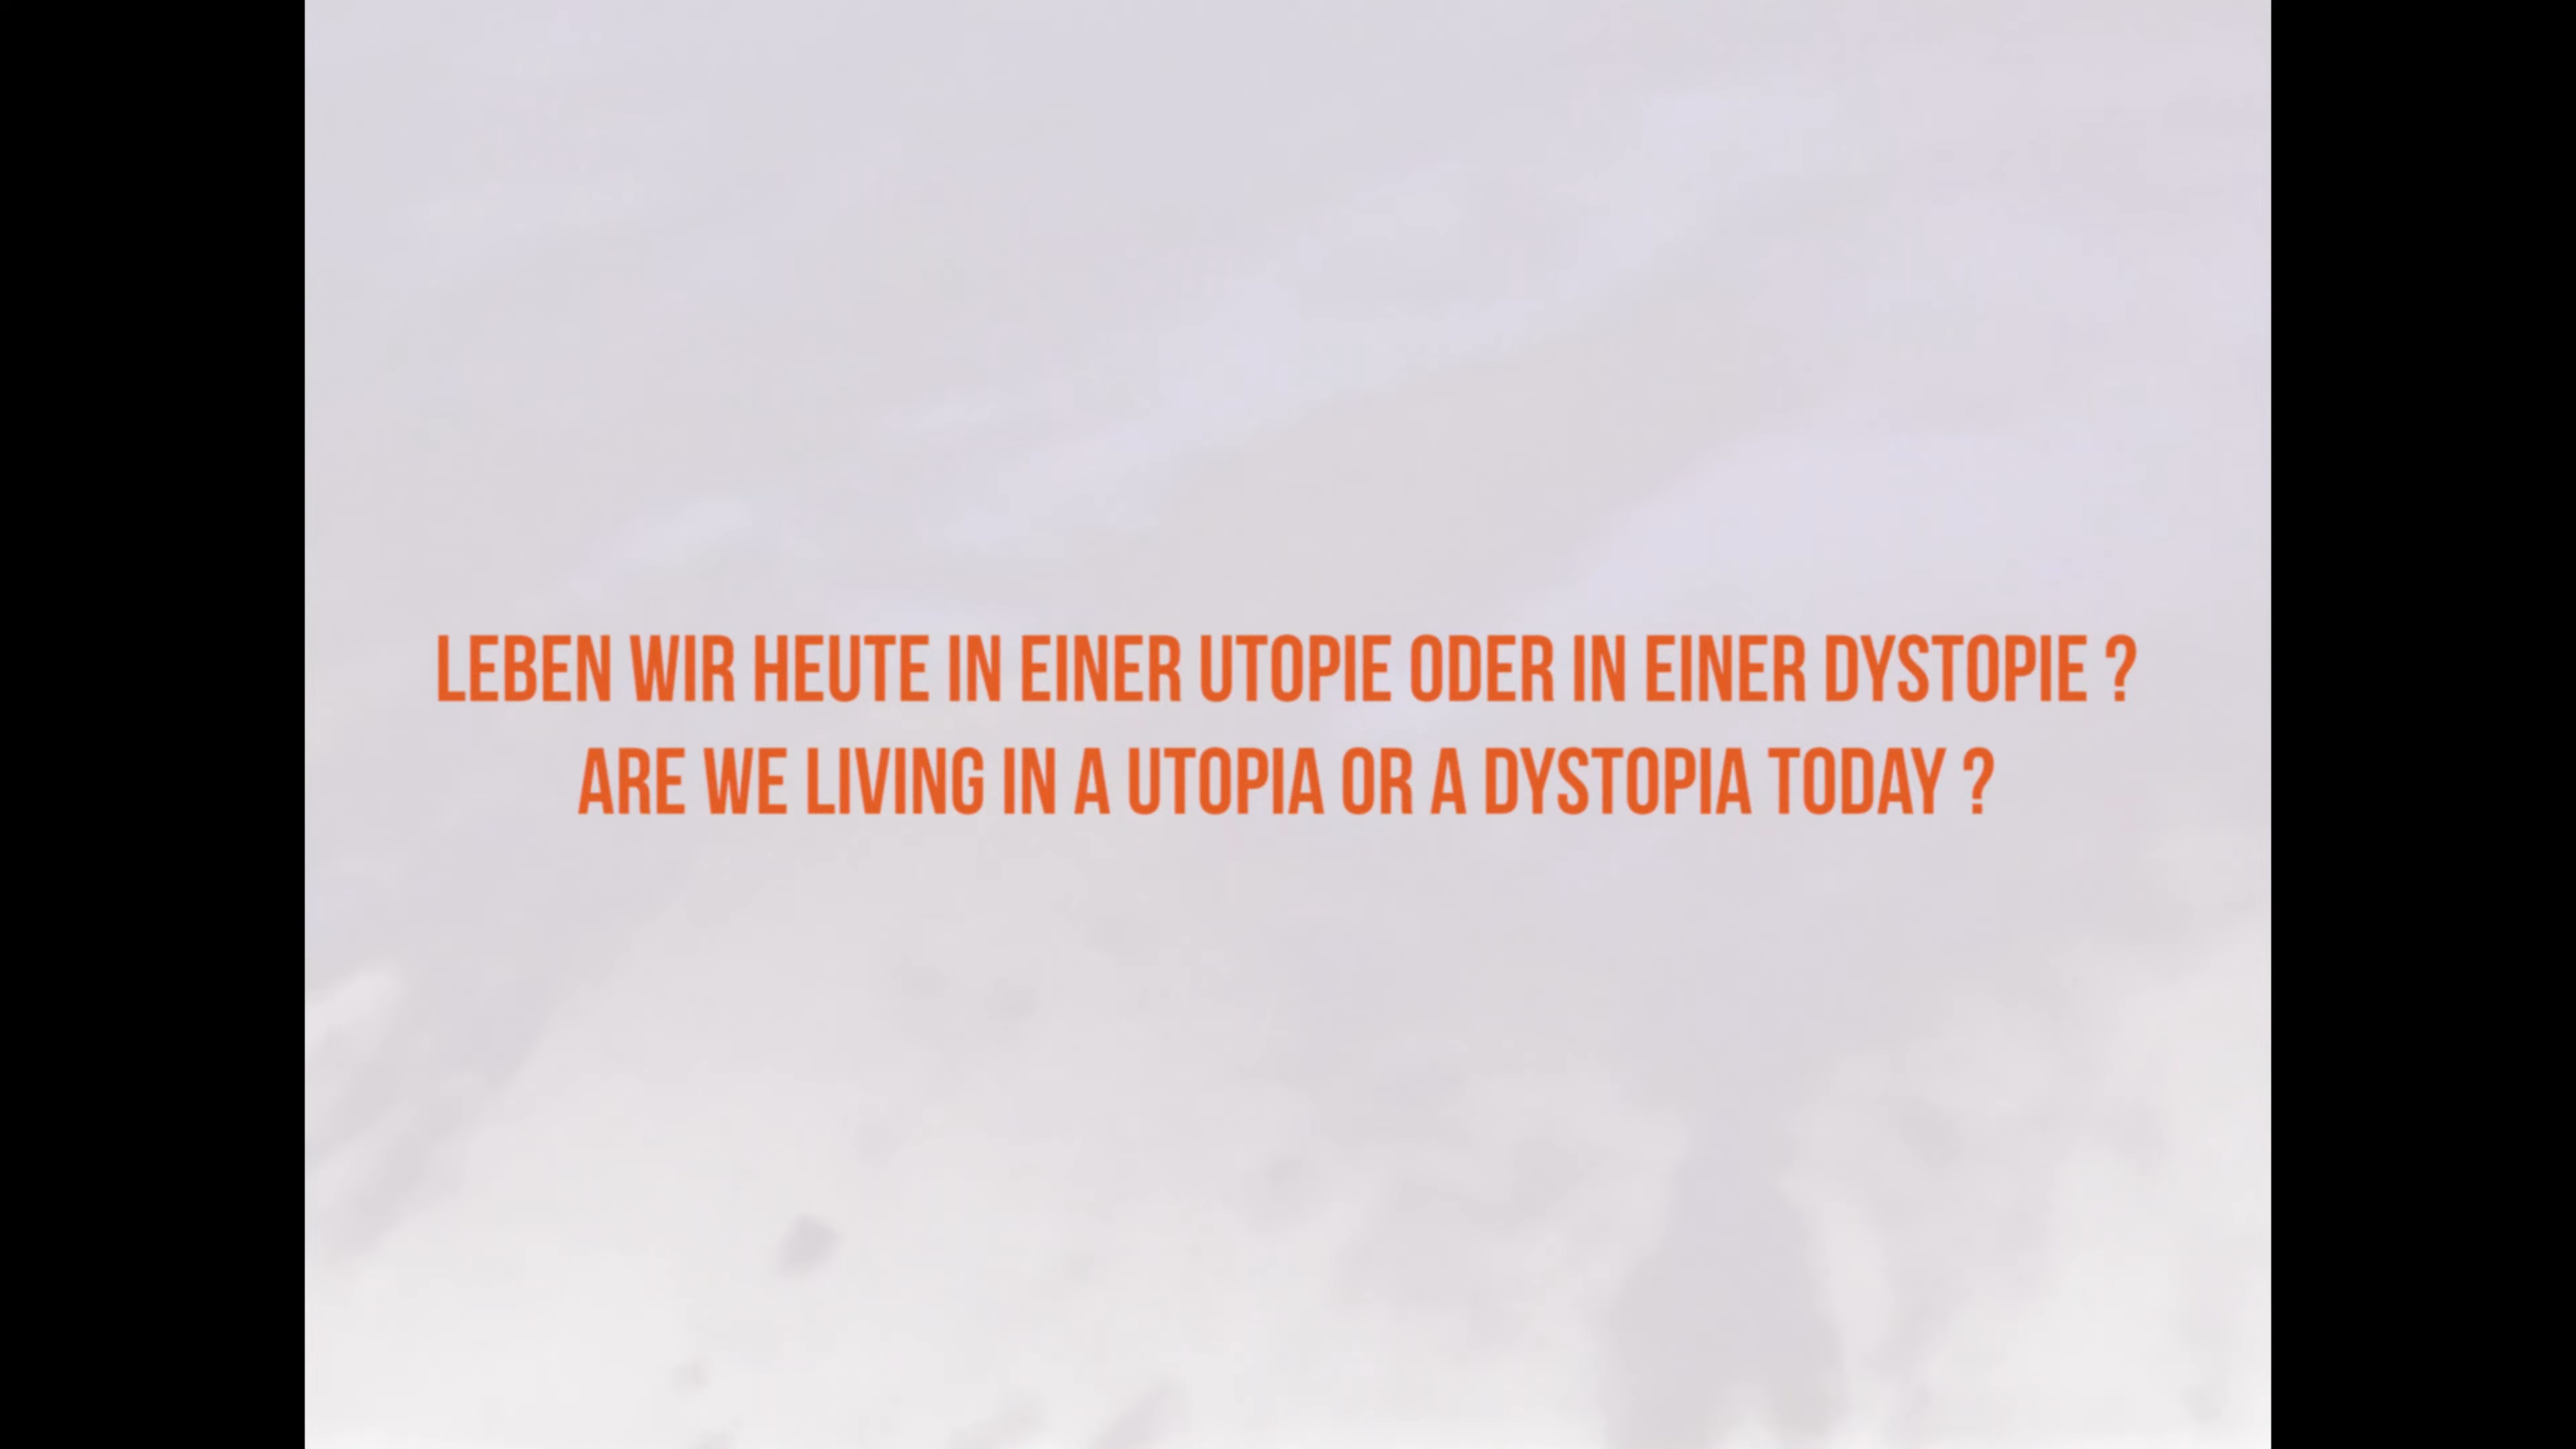 LEBEN WIR HEUTE IN EINER UTOPIE ODER IN EINER DYSTOPIE ?
ARE WE LIVING IN A UTOPIA OR A DYSTOPIA TODAY ?